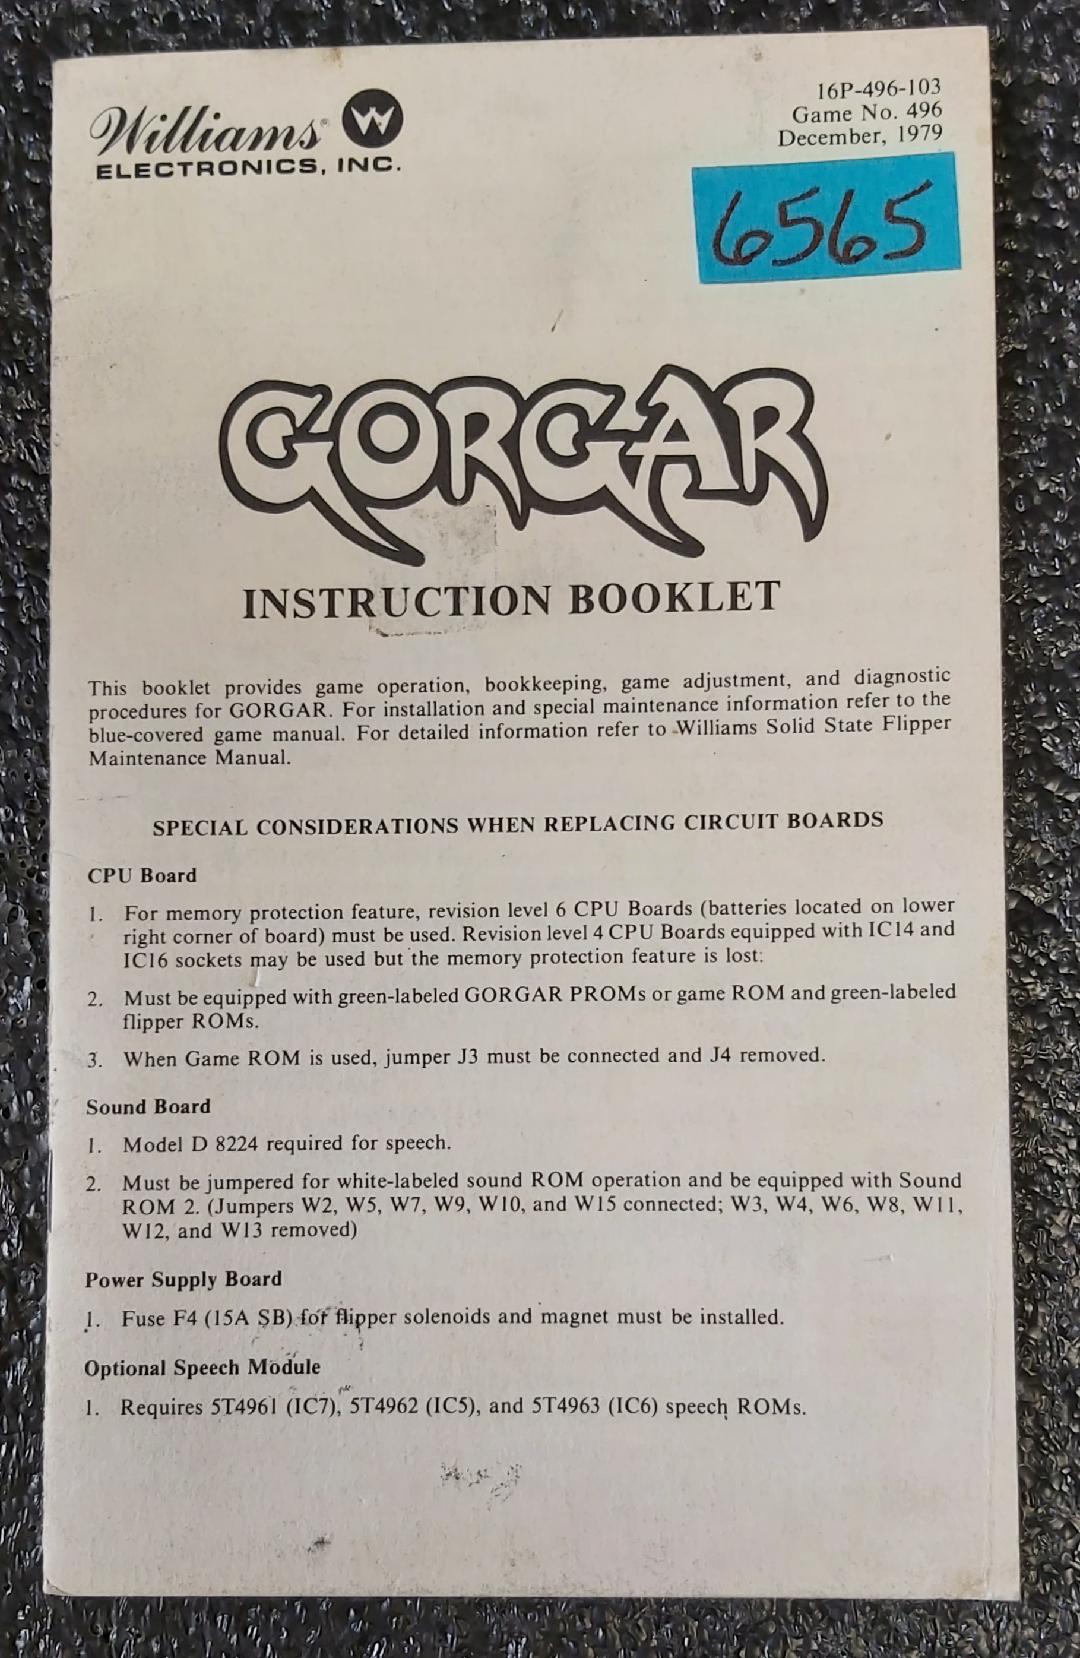 Williams®
ELECTRONICS, INC.
16P-496-103
Game No. 496
December, 1979
6565
GORGAR
INSTRUCTION BOOKLET
This booklet provides game operation, bookkeeping, game adjustment, and diagnostic
procedures for GORGAR. For installation and special maintenance information refer to the
blue-covered game manual. For detailed information refer to Williams Solid State Flipper
Maintenance Manual.
SPECIAL CONSIDERATIONS WHEN REPLACING CIRCUIT BOARDS
CPU Board
1. For memory protection feature, revision level 6 CPU Boards (batteries located on lower
right corner of board) must be used. Revision level 4 CPU Boards equipped with IC14 and
IC16 sockets may be used but the memory protection feature is lost.
2. Must be equipped with green-labeled GORGAR PROMs or game ROM and green-labeled
flipper ROMs.
3. When Game ROM is used, jumper J3 must be connected and J4 removed.
Sound Board
1. Model D 8224 required for speech.
2. Must be jumpered for white-labeled sound ROM operation and be equipped with Sound
ROM 2. (Jumpers W2, W5, W7, W9, W10, and W15 connected; W3, W4, W6, W8, W11,
W12, and W13 removed)
Power Supply Board
1. Fuse F4 (15A SB) for flipper solenoids and magnet must be installed.
Optional Speech Module
1. Requires 5T4961 (IC7), 5T4962 (IC5), and 5T4963 (IC6) speech ROMs.